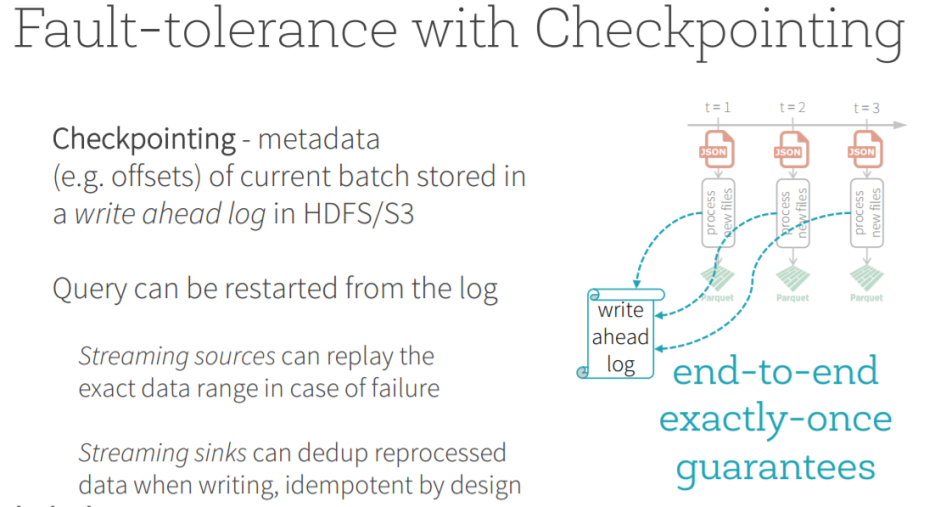 Fault-tolerance with Checkpointing
Checkpointing - metadata
(e.g. offsets) of current batch stored in
a write ahead log in HDFS/S3
Query can be restarted from the log
Streaming sources can replay the
exact data range in case of failure
Streaming sinks can dedup reprocessed
data when writing, idempotent by design
t = 1
t = 2
t = 3
JSON
JSON
JSON
process
new files
process
new files
process
new files
Parquet
Parquet
Parquet
write
ahead
log
end-to-end
exactly-once
guarantees